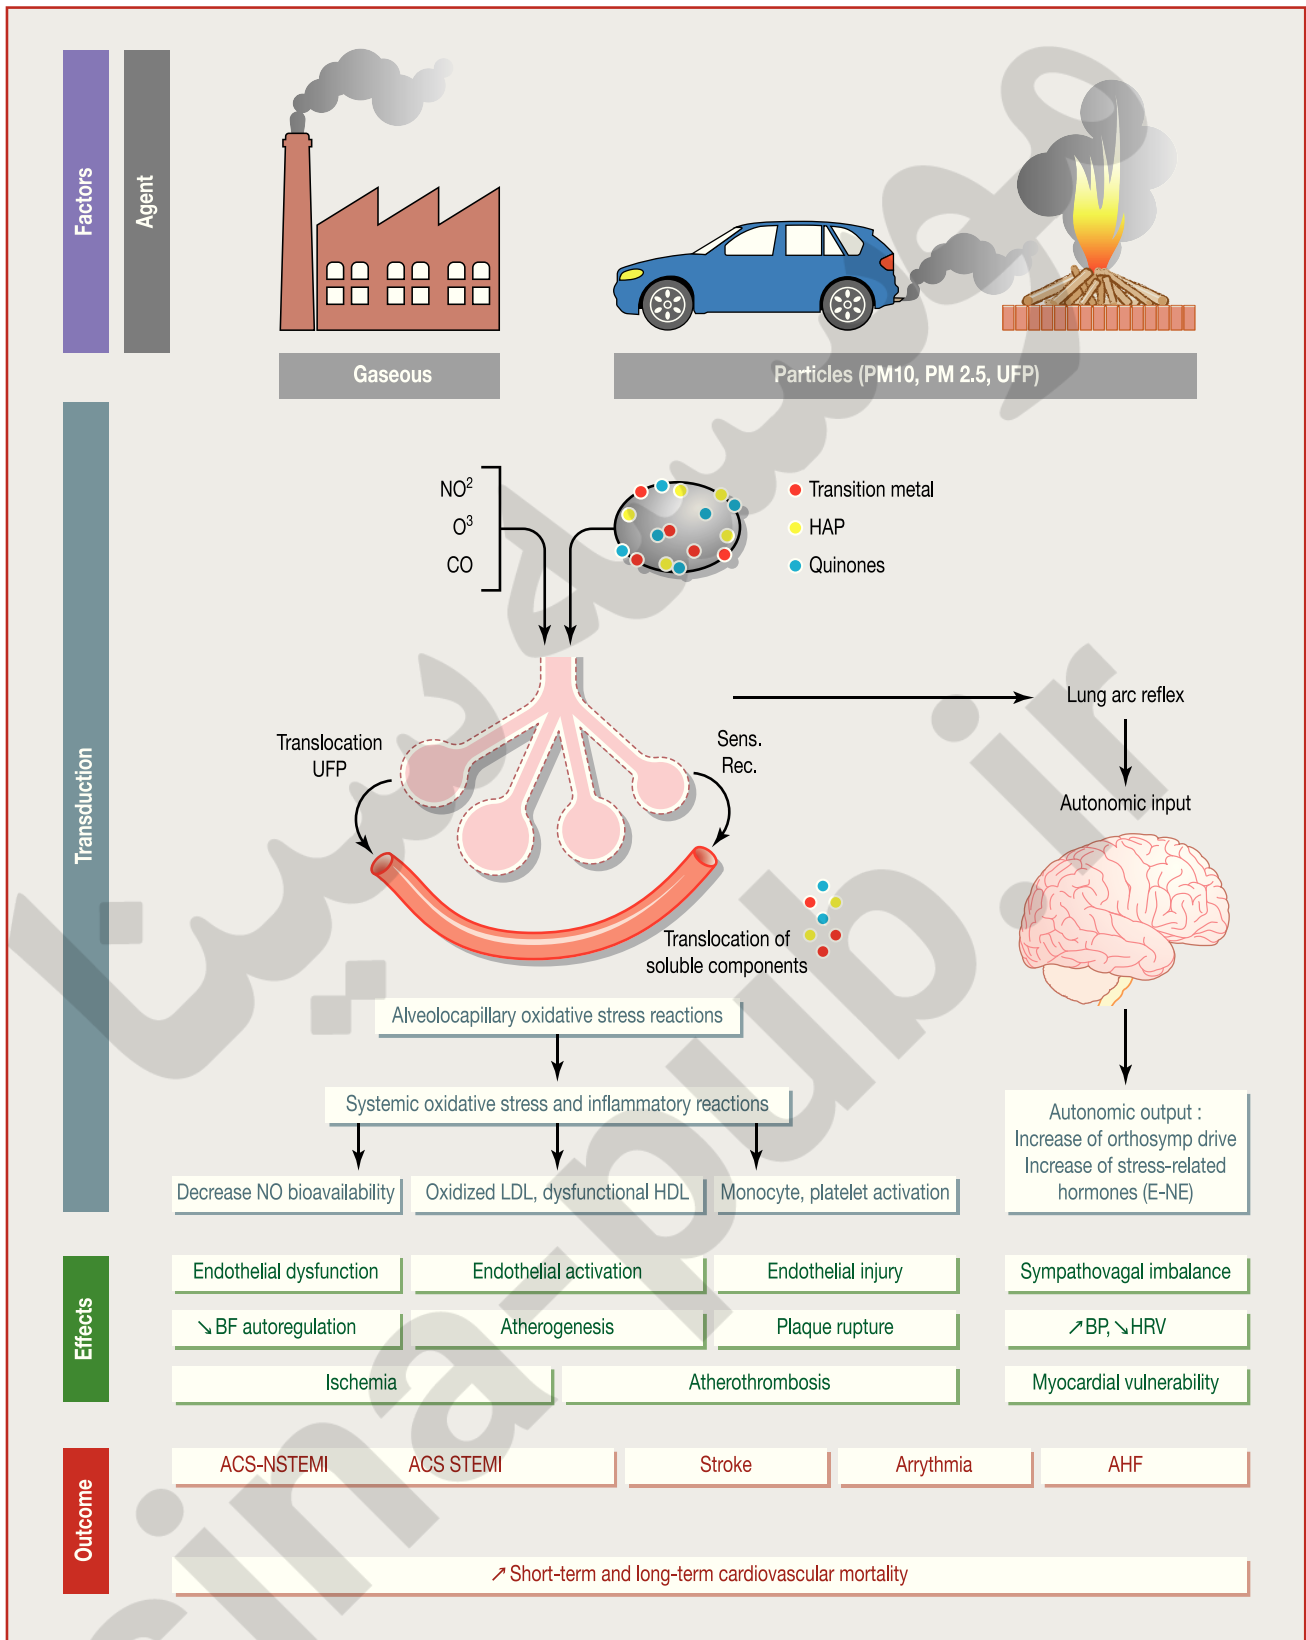 Factors
Agent
Gaseous
Particles (PM10, PM 2.5, UFP)
Transduction
NO²
O³
CO
Transition metal
HAP
Quinones
Translocation
UFP
Sens.
Rec.
Lung arc reflex
Autonomic input
Translocation of
soluble components
Alveolocapillary oxidative stress reactions
Systemic oxidative stress and inflammatory reactions
Decrease NO bioavailability
Oxidized LDL, dysfunctional HDL
Monocyte, platelet activation
Autonomic output :
Increase of orthosymp drive
Increase of stress-related
hormones (E-NE)
Effects
Endothelial dysfunction
Endothelial activation
Endothelial injury
Sympathovagal imbalance
↘ BF autoregulation
Atherogenesis
Plaque rupture
↗ BP, ↘ HRV
Ischemia
Atherothrombosis
Myocardial vulnerability
Outcome
ACS-NSTEMI
ACS STEMI
Stroke
Arrythmia
AHF
↗ Short-term and long-term cardiovascular mortality
sina-pub.ir